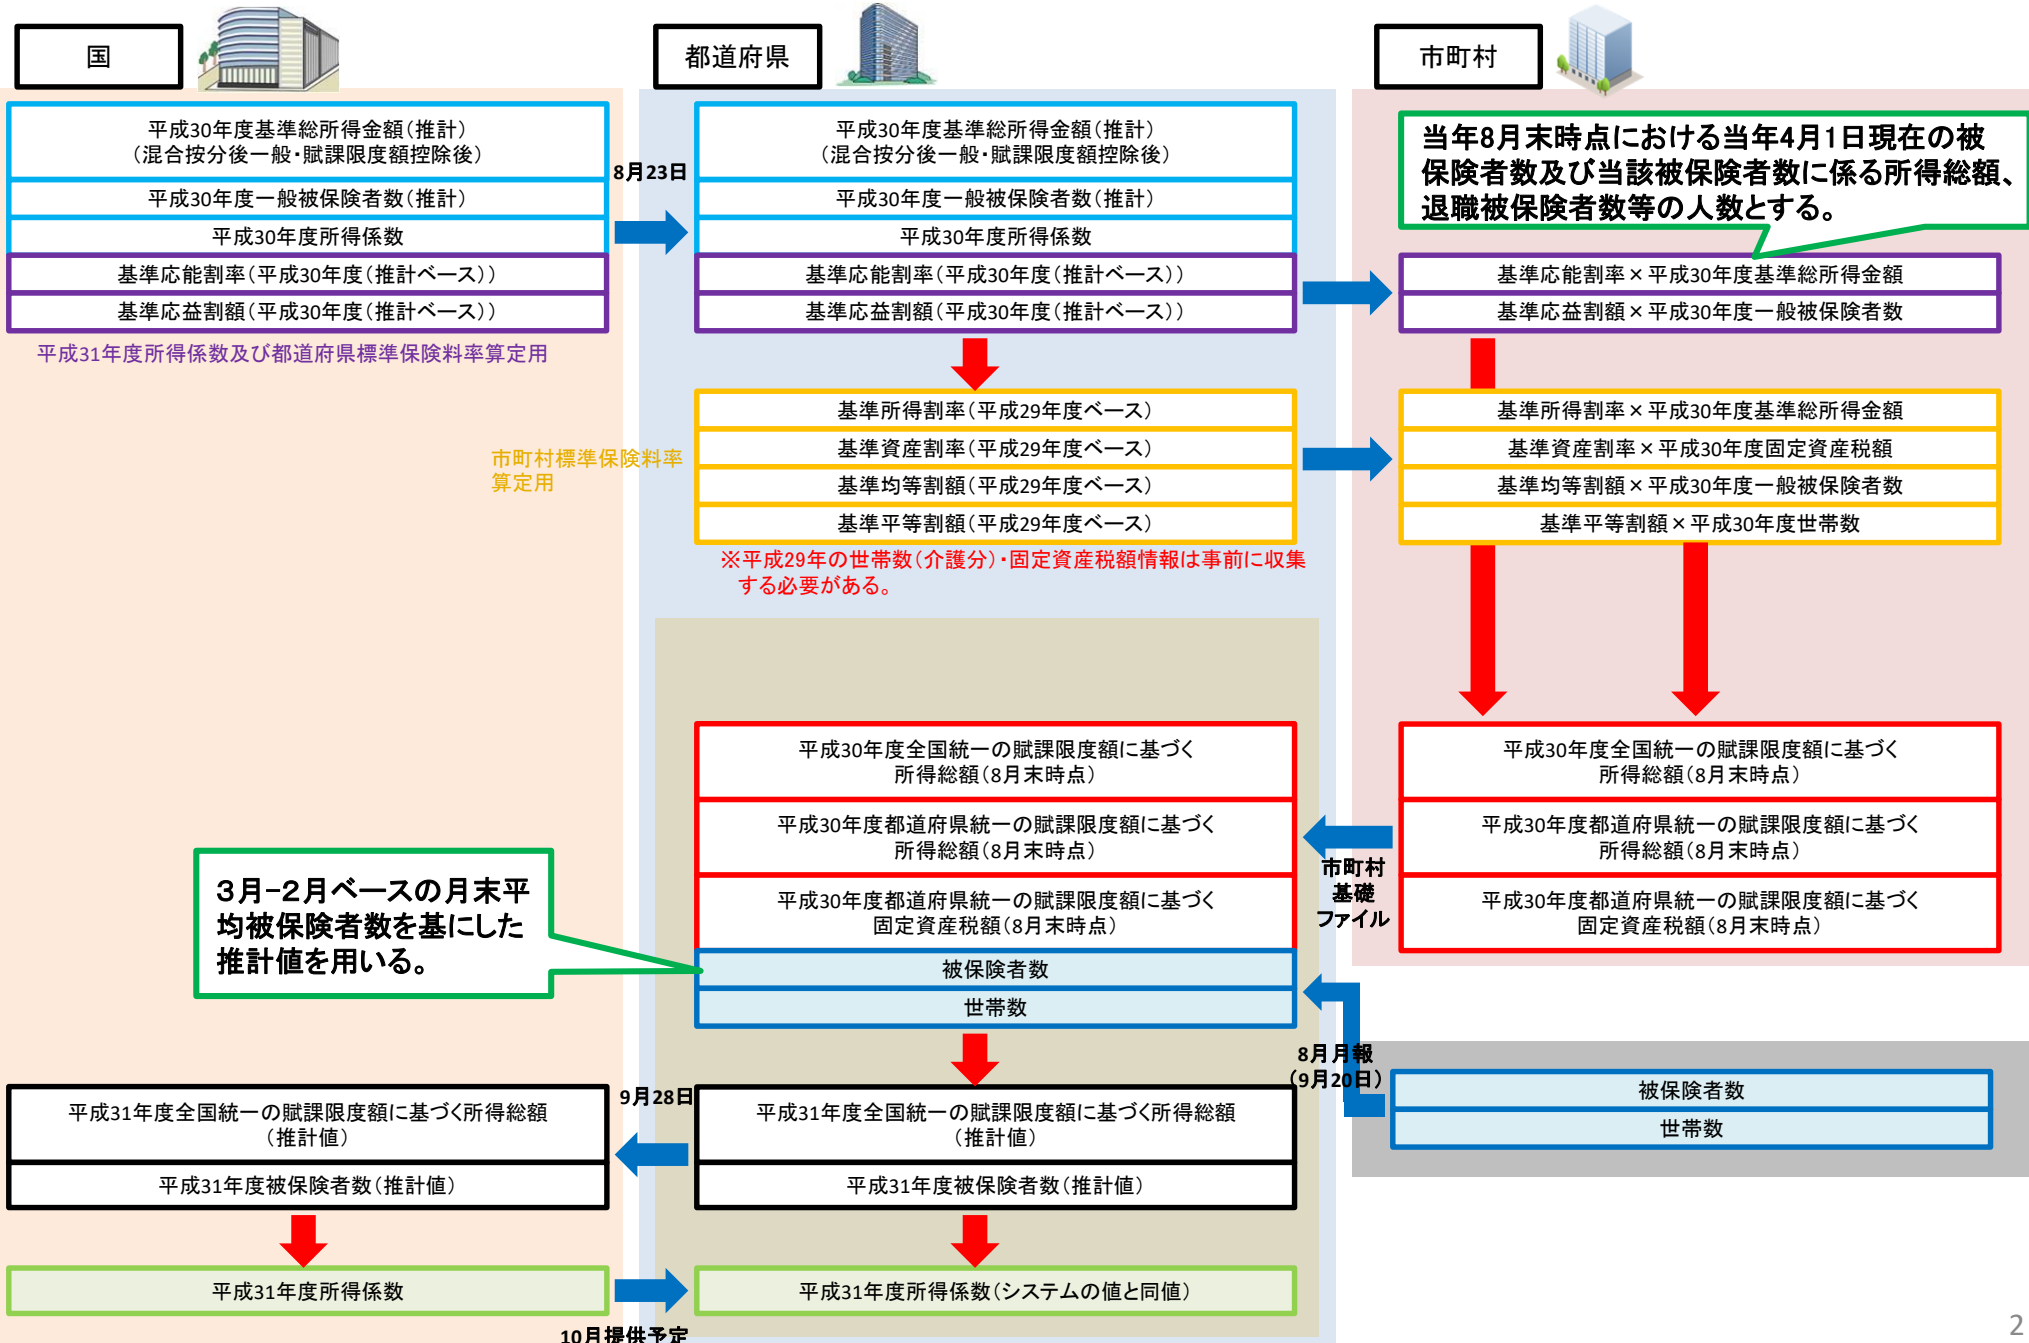 国
都道府県
市町村
平成30年度基準総所得金額（推計）
（混合按分後一般・賦課限度額控除後）
平成30年度一般被保険者数（推計）
平成30年度所得係数
基準応能割率（平成30年度（推計ベース））
基準応益割額（平成30年度（推計ベース））
平成31年度所得係数及び都道府県標準保険料率算定用
8月23日
平成30年度基準総所得金額（推計）
（混合按分後一般・賦課限度額控除後）
平成30年度一般被保険者数（推計）
平成30年度所得係数
基準応能割率（平成30年度（推計ベース））
基準応益割額（平成30年度（推計ベース））
当年8月末時点における当年4月1日現在の被
保険者数及び当該被保険者数に係る所得総額、
退職被保険者数等の人数とする。
基準応能割率×平成30年度基準総所得金額
基準応益割額×平成30年度一般被保険者数
市町村標準保険料率
算定用
基準所得割率（平成29年度ベース）
基準資産割率（平成29年度ベース）
基準均等割額（平成29年度ベース）
基準平等割額（平成29年度ベース）
※平成29年の世帯数（介護分）・固定資産税額情報は事前に収集
する必要がある。
基準所得割率×平成30年度基準総所得金額
基準資産割率×平成30年度固定資産税額
基準均等割額×平成30年度一般被保険者数
基準平等割額×平成30年度世帯数
平成30年度全国統一の賦課限度額に基づく
所得総額（8月末時点）
平成30年度都道府県統一の賦課限度額に基づく
所得総額（8月末時点）
平成30年度都道府県統一の賦課限度額に基づく
固定資産税額（8月末時点）
被保険者数
世帯数
市町村
基礎
ファイル
平成30年度全国統一の賦課限度額に基づく
所得総額（8月末時点）
平成30年度都道府県統一の賦課限度額に基づく
所得総額（8月末時点）
平成30年度都道府県統一の賦課限度額に基づく
固定資産税額（8月末時点）
3月-2月ベースの月末平
均被保険者数を基にした
推計値を用いる。
8月月報
（9月20日）
被保険者数
世帯数
平成31年度全国統一の賦課限度額に基づく所得総額
（推計値）
平成31年度被保険者数（推計値）
9月28日
平成31年度全国統一の賦課限度額に基づく所得総額
（推計値）
平成31年度被保険者数（推計値）
平成31年度所得係数
平成31年度所得係数（システムの値と同値）
10月提供予定
2